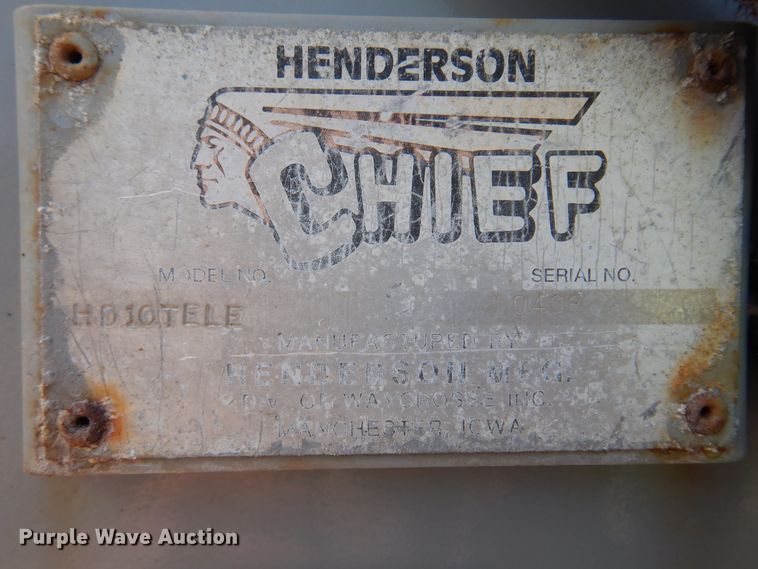 HENDERSON
CHIEF
MODEL NO. SERIAL NO.
HD10TELE
MANUFACTURED BY
HENDERSON MFG.
DIV. OF WAYCROSSE INC.
MANCHESTER, IOWA
Purple Wave Auction